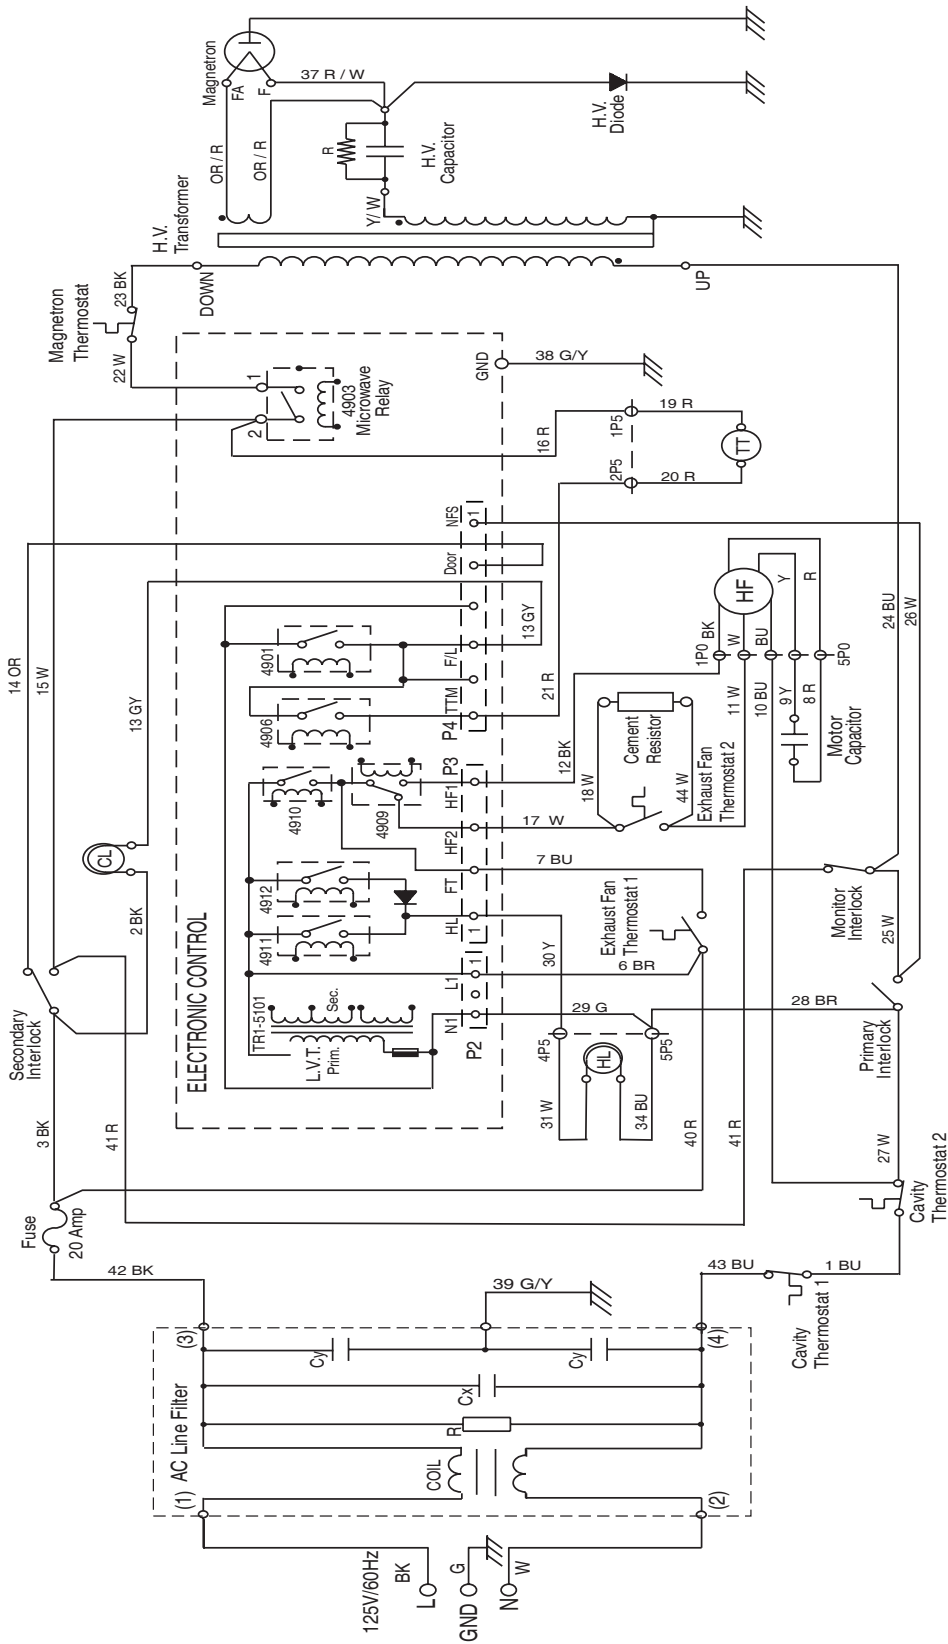 125V/60Hz
L
BK
GND
G
N
W
AC Line Filter
(1)
(2)
(3)
(4)
COIL
R
Cx
Cy
Cy
39 G/Y
42 BK
43 BU
Cavity
Thermostat 1
1 BU
Cavity
Thermostat 2
27 W
Fuse
20 Amp
3 BK
41 R
40 R
41 R
Secondary
Interlock
2 BK
CL
13 GY
14 OR
15 W
Primary
Interlock
28 BR
25 W
Monitor
Interlock
24 BU
26 W
ELECTRONIC CONTROL
L.V.T.
Prim.
TR1-5101
Sec.
4911
4912
4910
4909
4906
4901
4903
Microwave
Relay
2
1
P2
N1
L1
1
HL
1
FT
HF2
HF1
P3
P4
TTM
F/L
Door
NFS
1
GND
38 G/Y
29 G
6 BR
30 Y
4P5
5P5
HL
31 W
34 BU
Exhaust Fan
Thermostat 1
7 BU
17 W
18 W
44 W
Cement
Resistor
Exhaust Fan
Thermostat 2
12 BK
11 W
10 BU
9 Y
8 R
Motor
Capacitor
1P0
5P0
BK
W
BU
Y
R
HF
13 GY
21 R
16 R
2P5
1P5
20 R
19 R
TT
22 W
Magnetron
Thermostat
23 BK
DOWN
UP
H.V.
Transformer
Y/W
OR / R
OR / R
R
H.V.
Capacitor
H.V.
Diode
37 R / W
FA
F
Magnetron